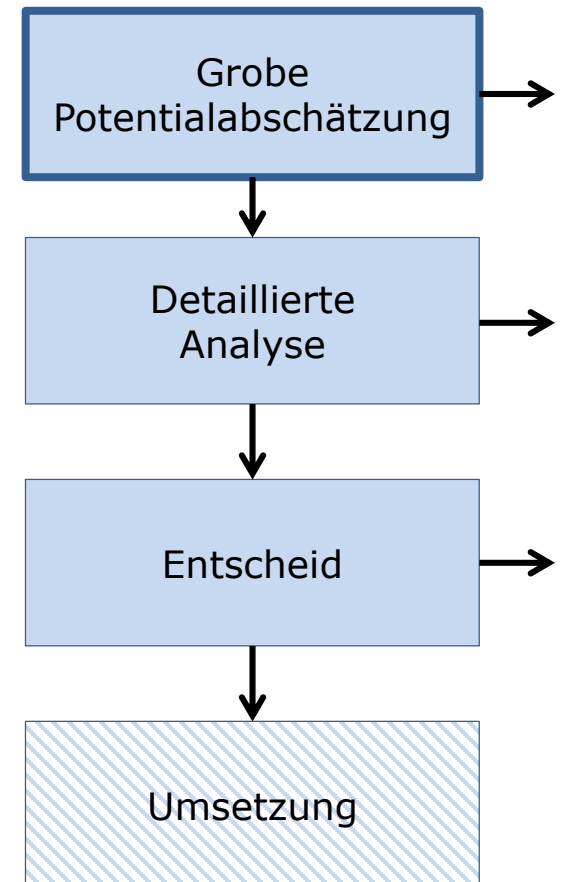 Grobe
Potentialabschätzung
Detaillierte
Analyse
Entscheid
Umsetzung